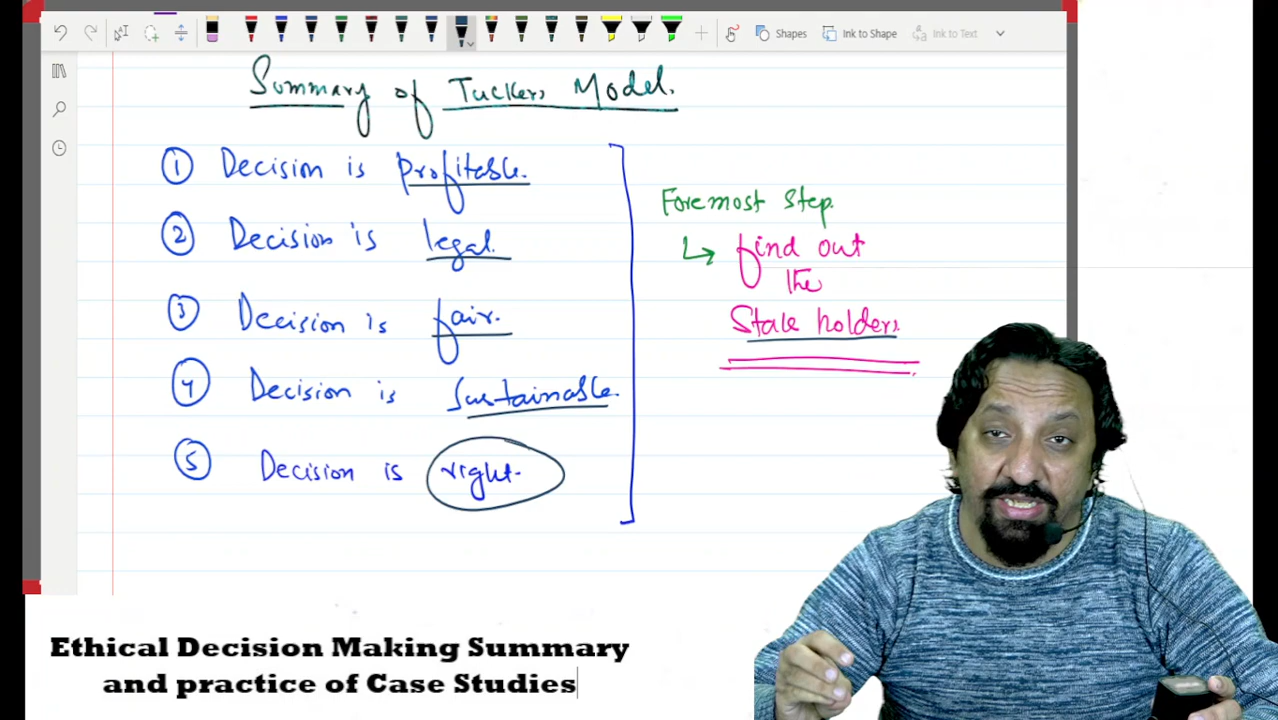 Shapes
Ink to Shape
Ink to Text
Summary of Tuckers Model.
① Decision is profitable.
② Decision is legal.
③ Decision is fair.
④ Decision is sustainable.
⑤ Decision is right.
Foremost step.
↳ find out
the
Stake holders.
Ethical Decision Making Summary
and practice of Case Studies